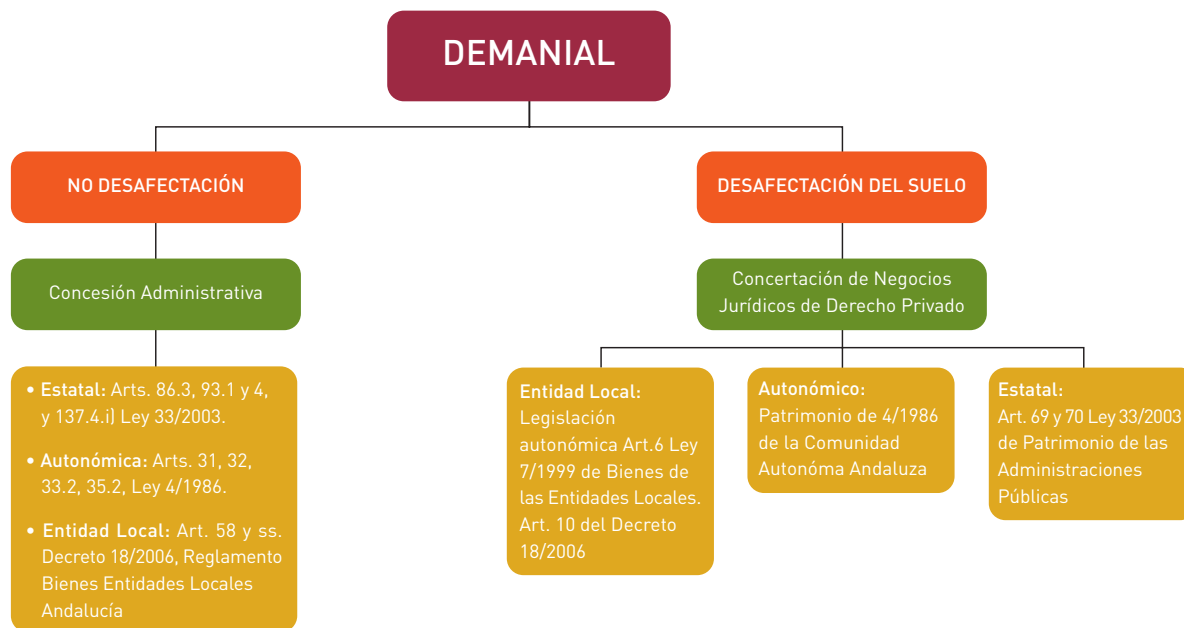 DEMANIAL
NO DESAFECTACIÓN
DESAFECTACIÓN DEL SUELO
Concesión Administrativa
Concertación de Negocios
Jurídicos de Derecho Privado
• Estatal: Arts. 86.3, 93.1 y 4,
y 137.4.i) Ley 33/2003.
• Autonómica: Arts. 31, 32,
33.2, 35.2, Ley 4/1986.
• Entidad Local: Art. 58 y ss.
Decreto 18/2006, Reglamento
Bienes Entidades Locales
Andalucía
Entidad Local:
Legislación
autonómica Art.6 Ley
7/1999 de Bienes de
las Entidades Locales.
Art. 10 del Decreto
18/2006
Autonómico:
Patrimonio de 4/1986
de la Comunidad
Autonóma Andaluza
Estatal:
Art. 69 y 70 Ley 33/2003
de Patrimonio de las
Administraciones
Públicas